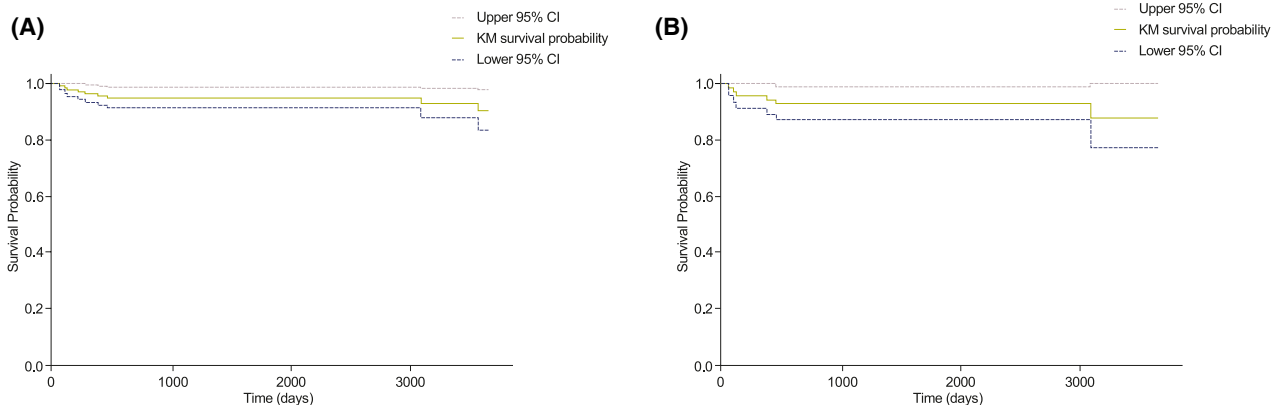 (A)
Upper 95% CI
KM survival probability
Lower 95% CI
1.0
0.8
0.6
0.4
0.2
0.0
Survival Probability
0 1000 2000 3000
Time (days)
(B)
Upper 95% CI
KM survival probability
Lower 95% CI
1.0
0.8
0.6
0.4
0.2
0.0
Survival Probability
0 1000 2000 3000
Time (days)